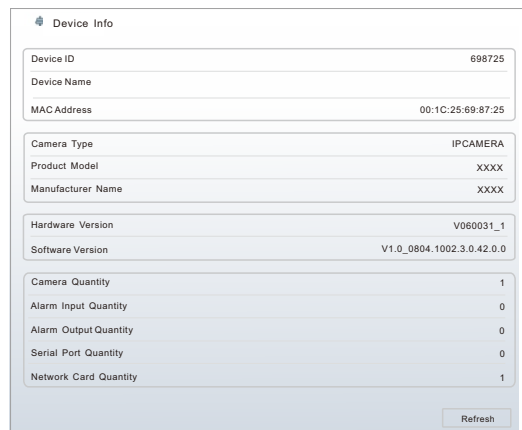 Device Info
Device ID 698725
Device Name
MAC Address 00:1C:25:69:87:25
Camera Type IPCAMERA
Product Model XXXX
Manufacturer Name XXXX
Hardware Version V060031_1
Software Version V1.0_0804.1002.3.0.42.0.0
Camera Quantity 1
Alarm Input Quantity 0
Alarm Output Quantity 0
Serial Port Quantity 0
Network Card Quantity 1
Refresh